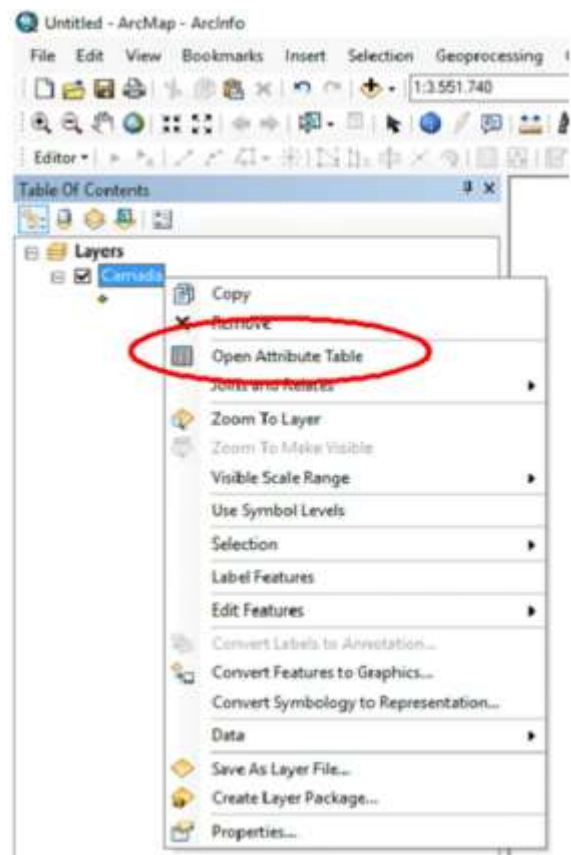 Untitled - ArcMap - ArcInfo
File Edit View Bookmarks Insert Selection Geoprocessing
1:3.551.740
Editor
Table Of Contents
Layers
Camada
Copy
Remove
Open Attribute Table
Joins and Relates
Zoom To Layer
Zoom To Make Visible
Visible Scale Range
Use Symbol Levels
Selection
Label Features
Edit Features
Convert Labels to Annotation...
Convert Features to Graphics...
Convert Symbology to Representation...
Data
Save As Layer File...
Create Layer Package...
Properties...